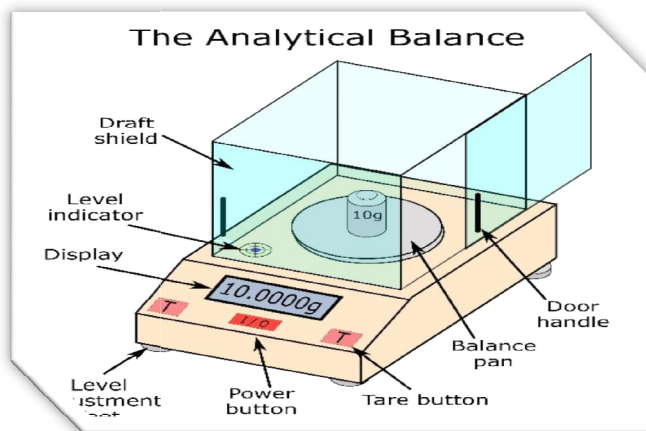 The Analytical Balance
Draft
shield
Level
indicator
Display
10g
10.0000g
T
I/O
T
Door
handle
Balance
pan
Level
Power
button
Tare button